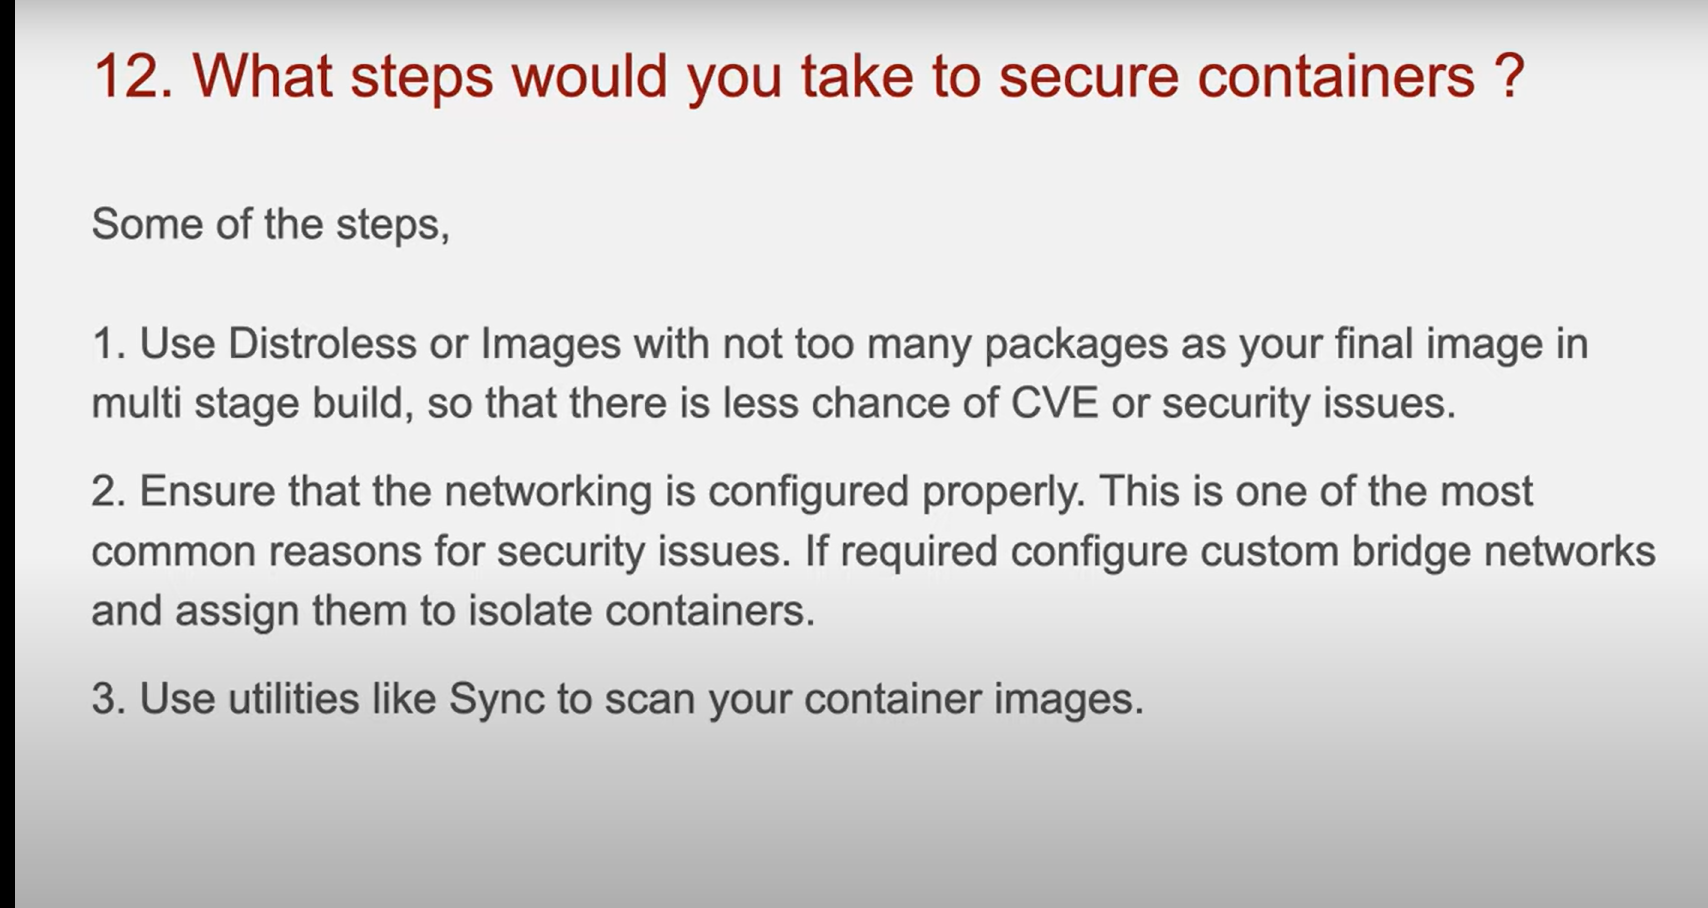 12. What steps would you take to secure containers ?
Some of the steps,
1. Use Distroless or Images with not too many packages as your final image in
multi stage build, so that there is less chance of CVE or security issues.
2. Ensure that the networking is configured properly. This is one of the most
common reasons for security issues. If required configure custom bridge networks
and assign them to isolate containers.
3. Use utilities like Sync to scan your container images.